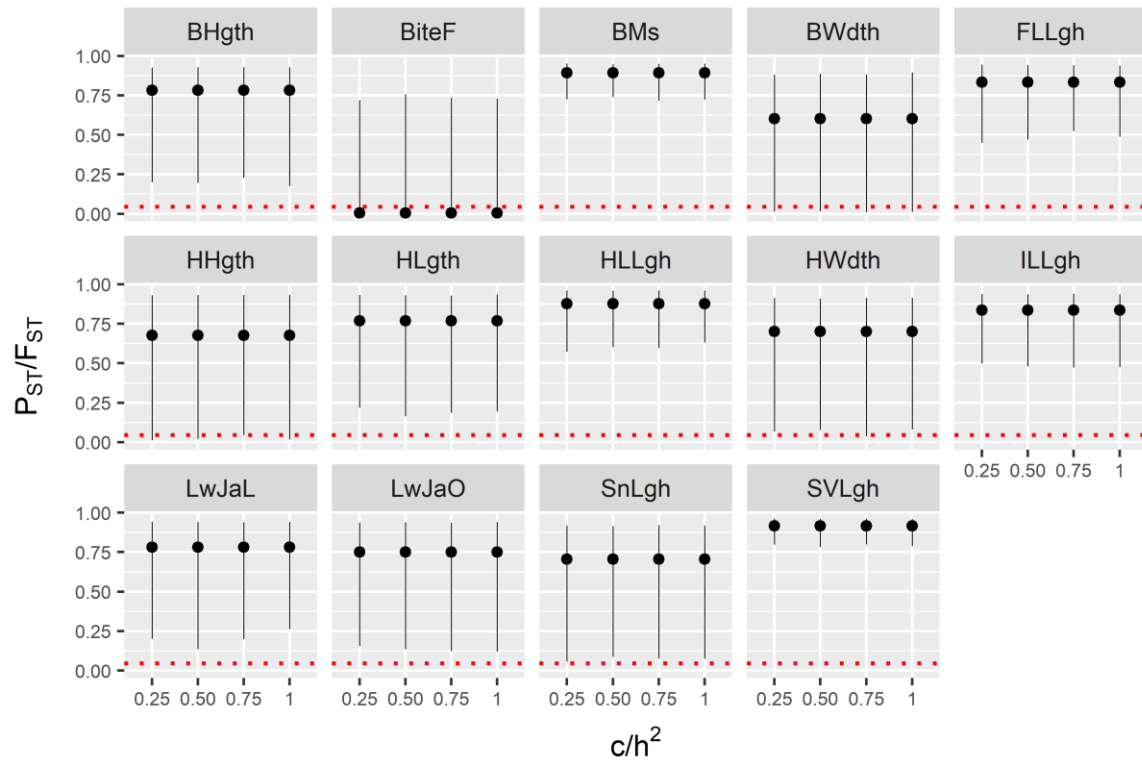 BHgth BiteF BMs BWdth FLLgh
1.00
0.75
0.50
0.25
0.00
HHgth HLgth HLLgh HWdth ILLgh
1.00
0.75
0.50
0.25
0.00
0.25 0.50 0.75 1
LwJaL LwJaO SnLgh SVLgh
1.00
0.75
0.50
0.25
0.00
0.25 0.50 0.75 1 0.25 0.50 0.75 1 0.25 0.50 0.75 1 0.25 0.50 0.75 1
P_ST/F_ST
c/h²